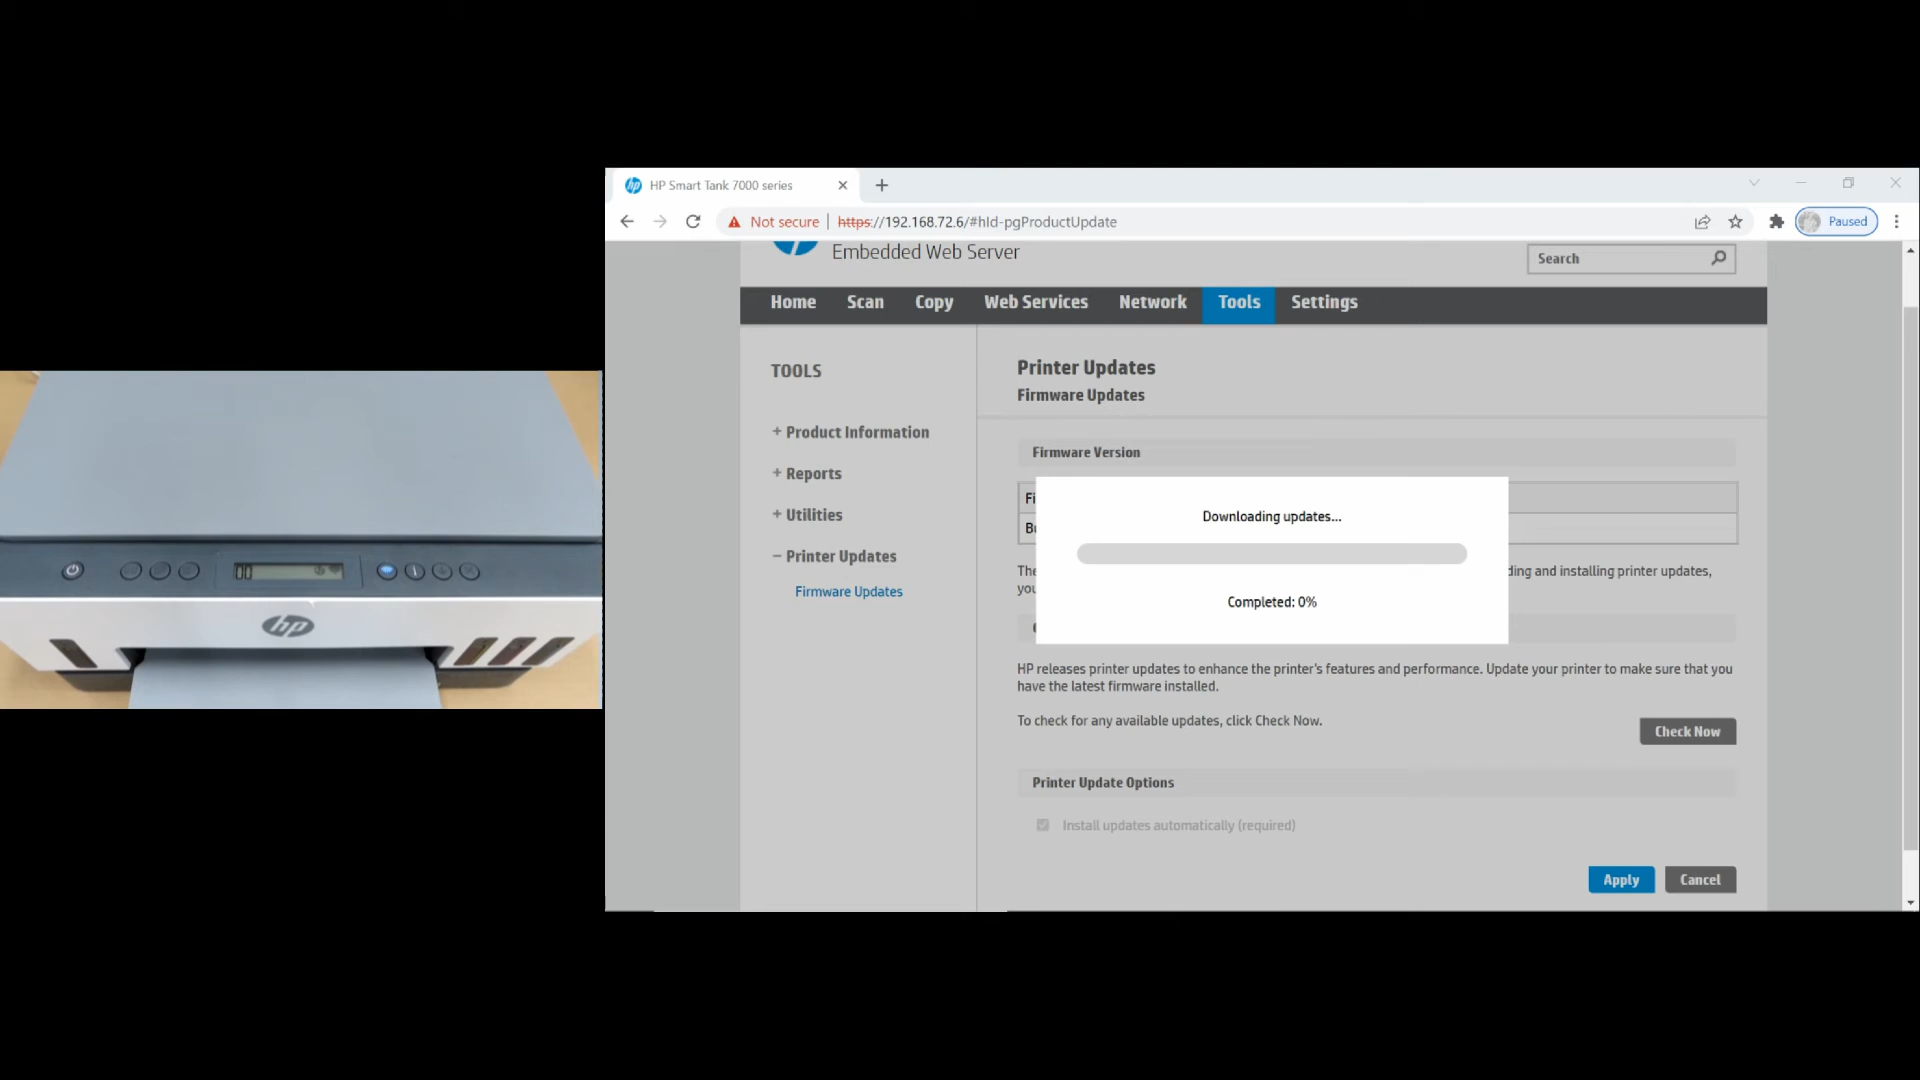 HP Smart Tank 7000 series
Not secure | https://192.168.72.6/#hId-pgProductUpdate
Paused
Embedded Web Server
Search
Home Scan Copy Web Services Network Tools Settings
TOOLS
+ Product Information
+ Reports
+ Utilities
− Printer Updates
Firmware Updates
Printer Updates
Firmware Updates
Firmware Version
Downloading updates...
Completed: 0%
ding and installing printer updates,
HP releases printer updates to enhance the printer's features and performance. Update your printer to make sure that you
have the latest firmware installed.
To check for any available updates, click Check Now.
Check Now
Printer Update Options
Install updates automatically (required)
Apply Cancel
00
hp